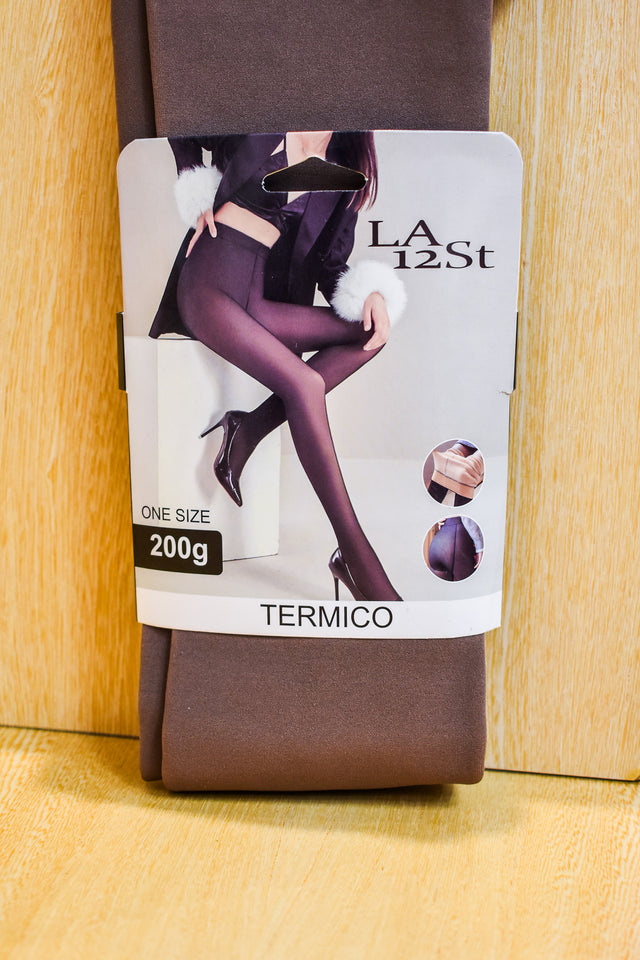 LA
12St
ONE SIZE
200g
TERMICO